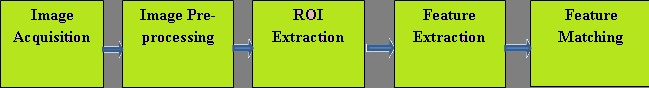 Image
Acquisition
Image Pre-
processing
ROI
Extraction
Feature
Extraction
Feature
Matching